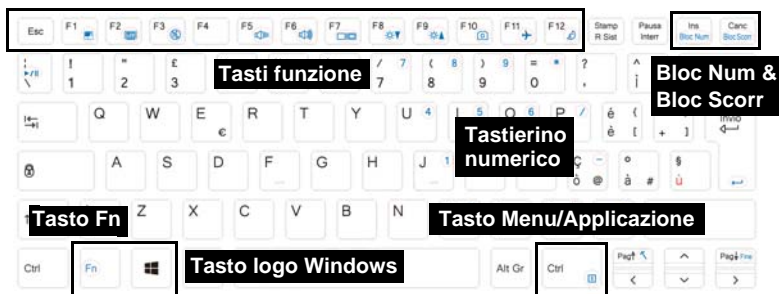 Esc F1 F2 F3 F4 F5 F6 F7 F8 F9 F10 F11 F12 Stamp Pausa Ins Canc
R Sist Interr Bloc Num Bloc Scorr
! " £ / 7 ( 8 ) 9 = * ? ^
\ 1 2 3 Tasti funzione 7 8 9 0 ' ì
Bloc Num &
Bloc Scorr
Q W E € R T Y U 4 5 O 6 P / é è { [ + ] Invio
Tastierino
numerico
A S D F G H J 1 ç ò @ ° à # § ù
Tasto Fn Z X C V B N Tasto Menu/Applicazione
Ctrl Fn Tasto logo Windows Alt Gr Ctrl Pag Pag Fine